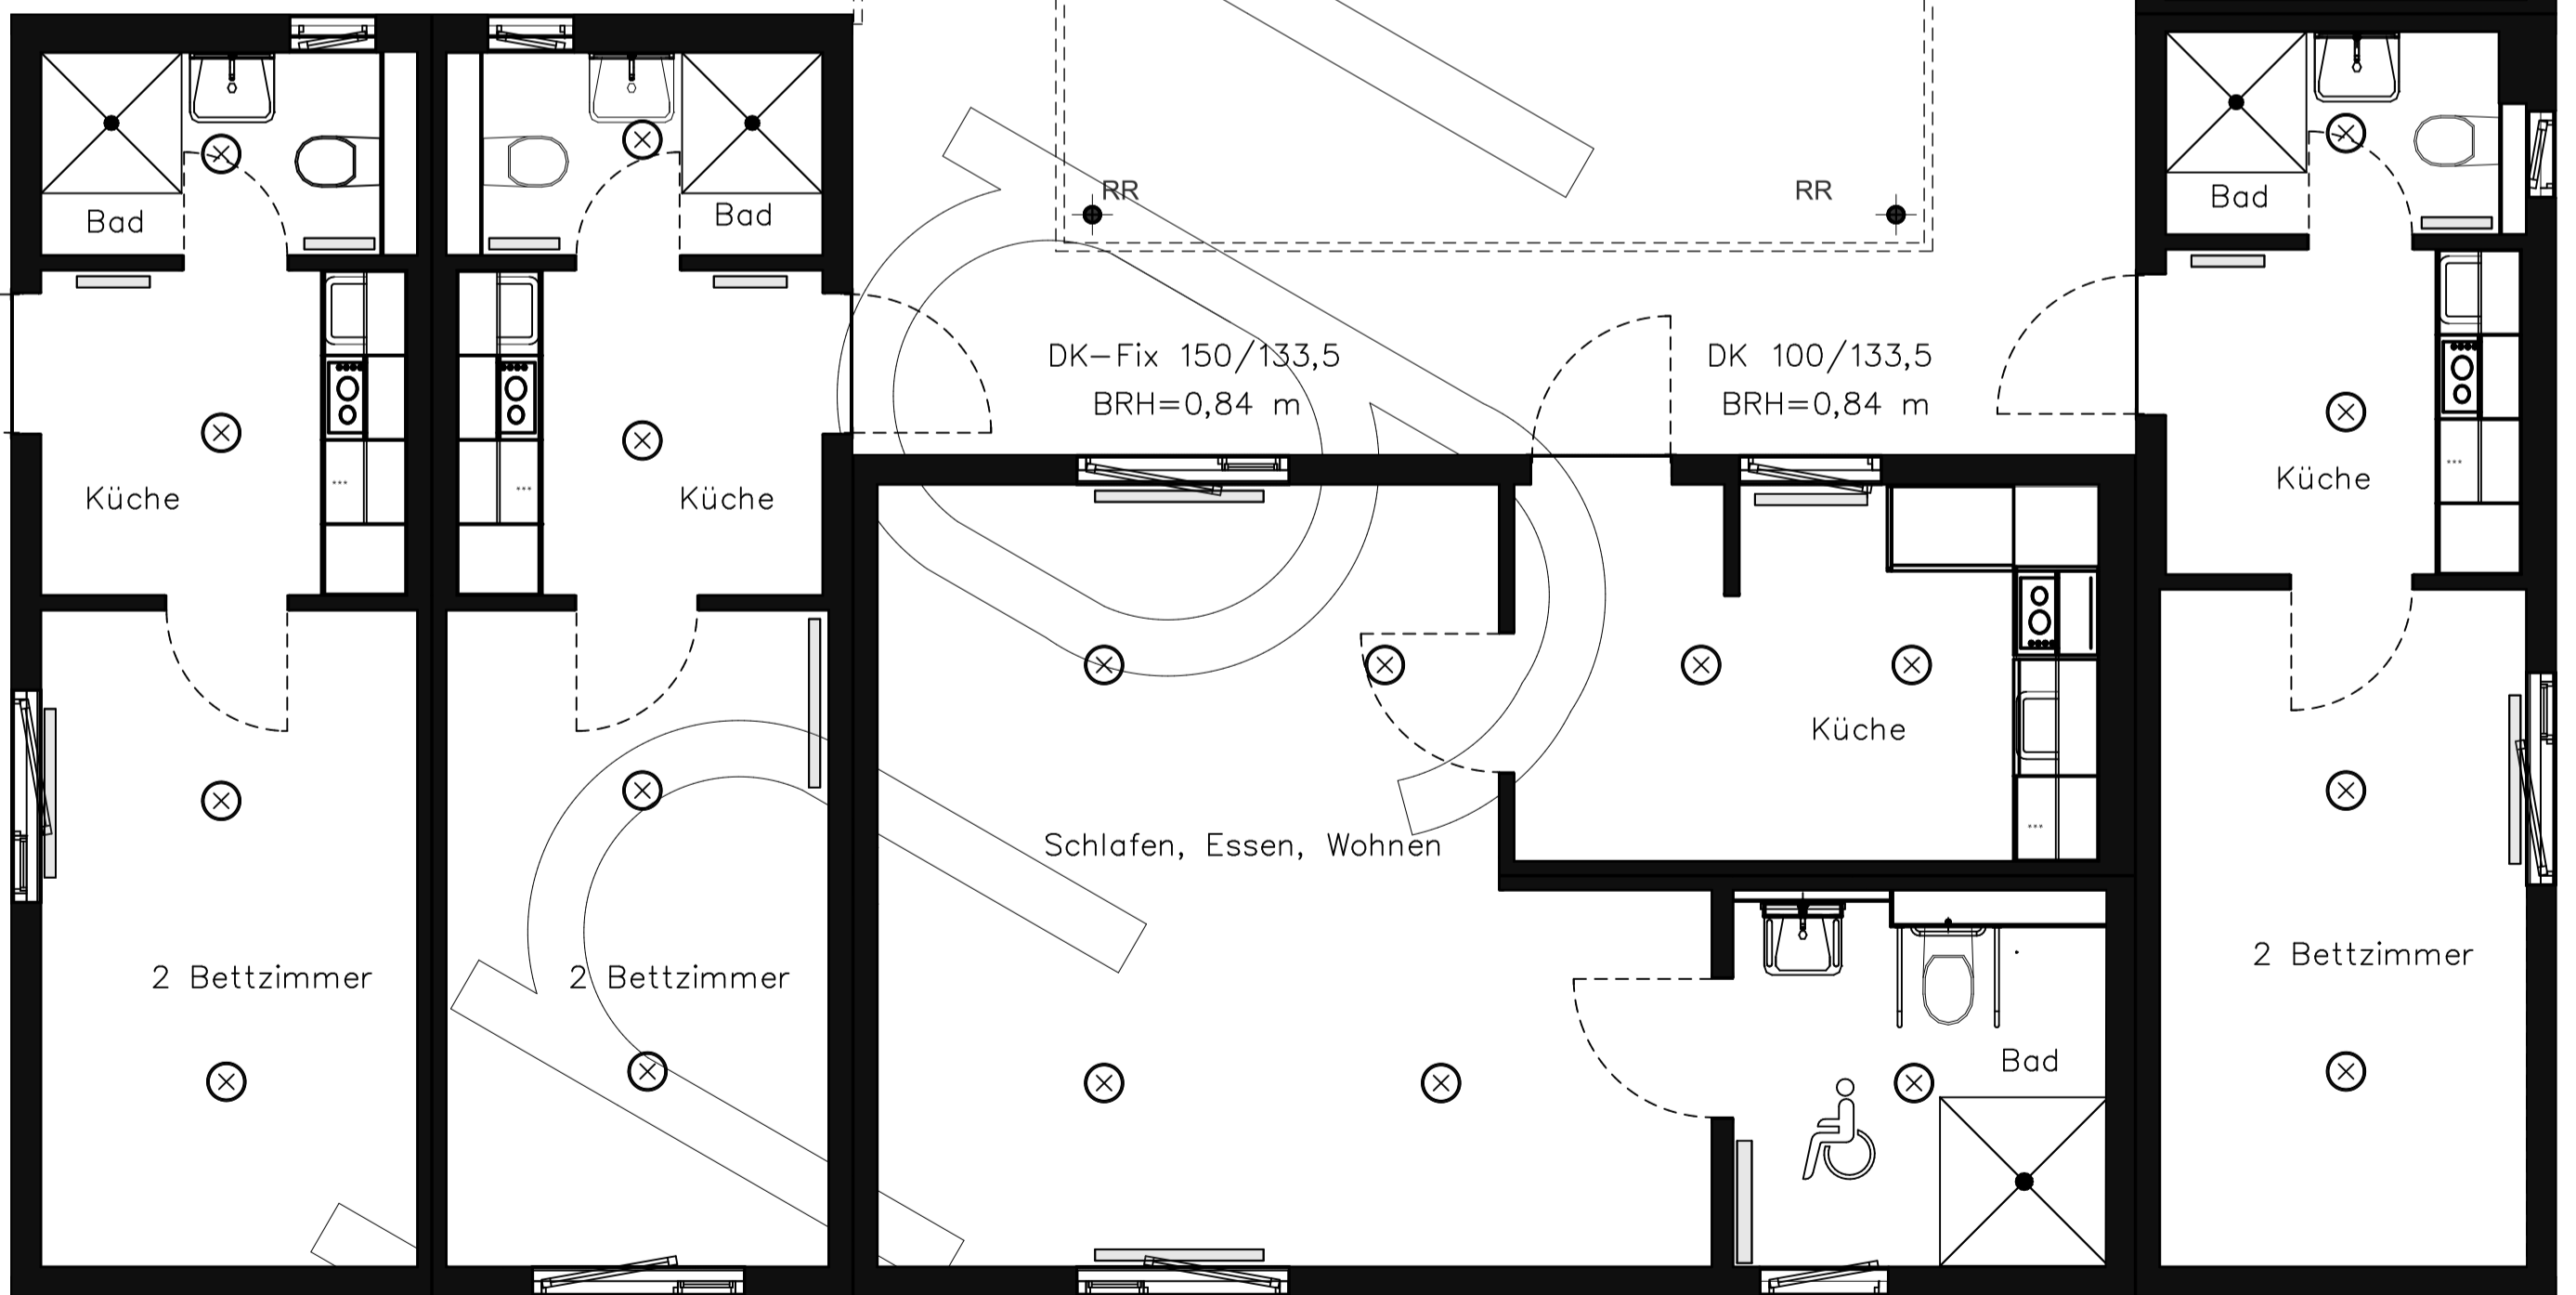 RR
RR
Bad
Bad
Bad
DK-Fix 150/133,5
BRH=0,84 m
DK 100/133,5
BRH=0,84 m
Küche
Küche
Küche
Küche
Schlafen, Essen, Wohnen
2 Bettzimmer
2 Bettzimmer
2 Bettzimmer
Bad